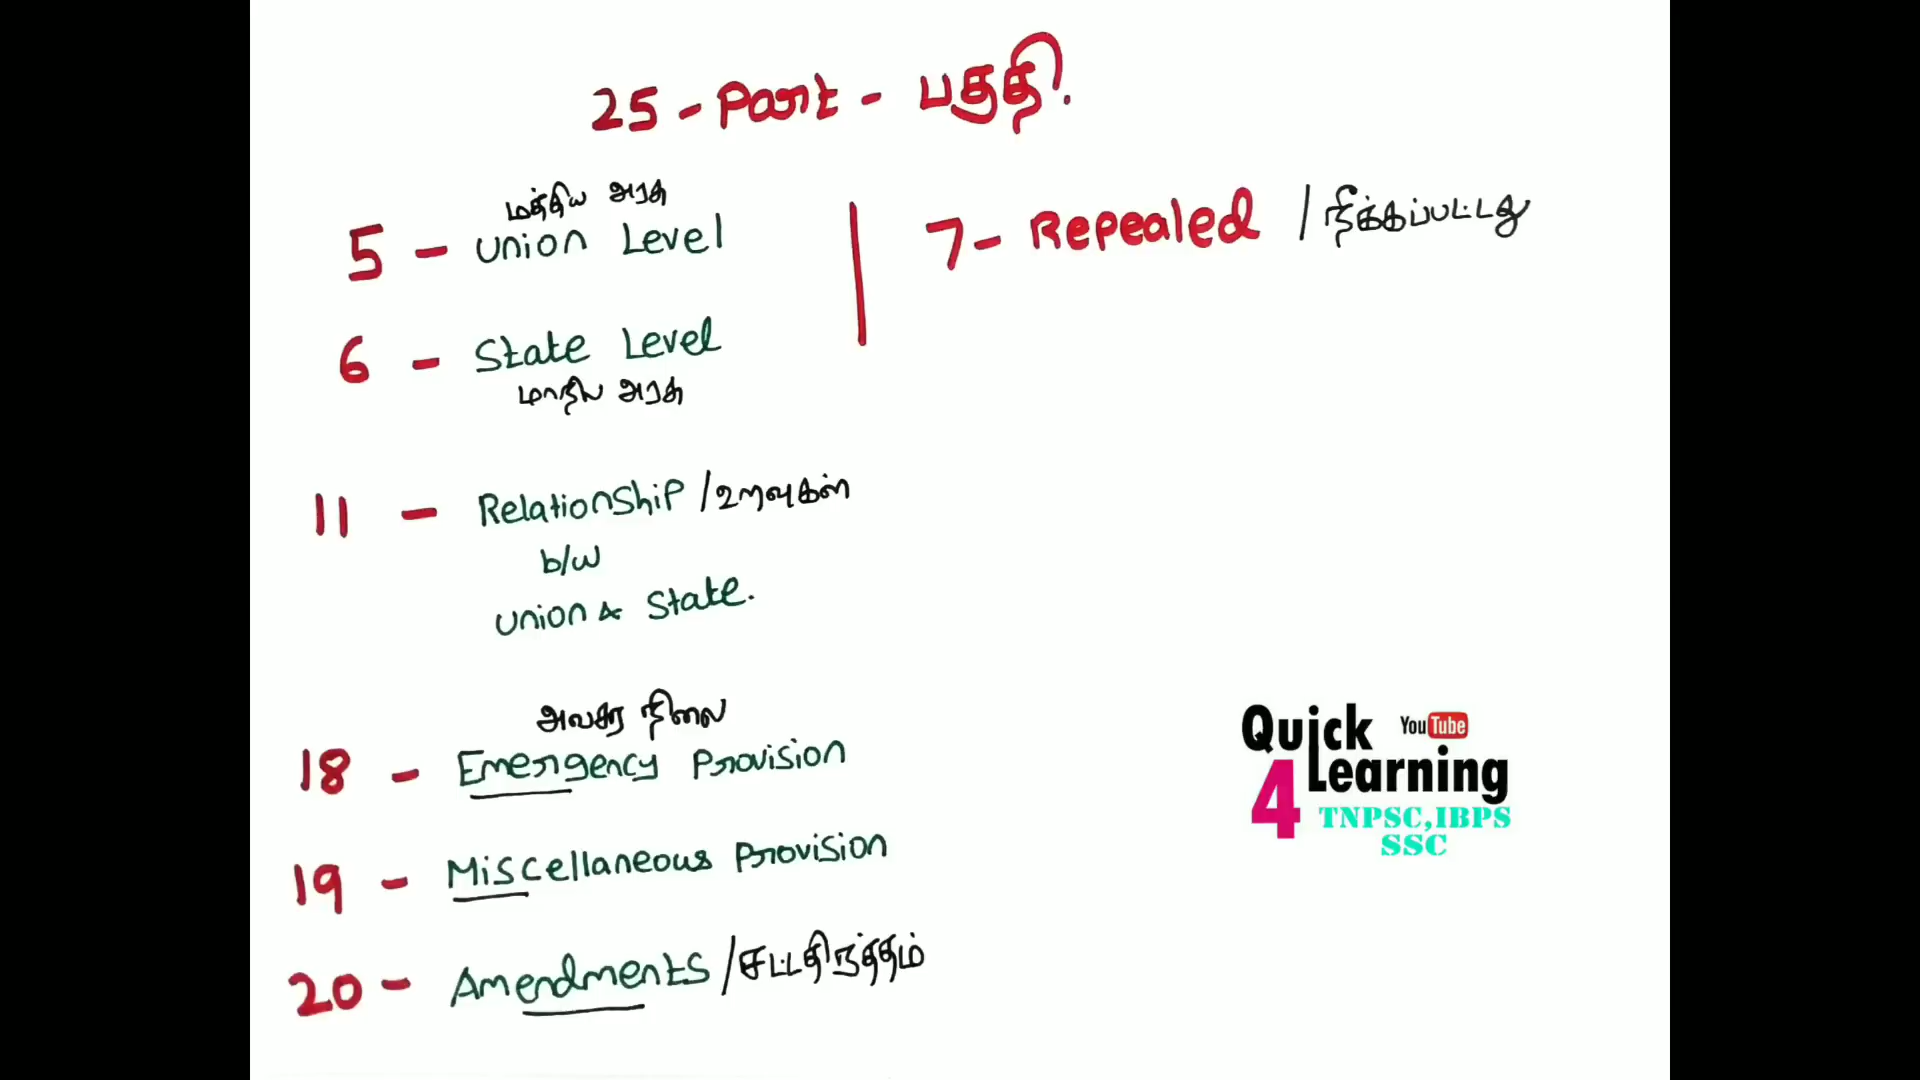 25 - Part - பகுதி.
மத்திய அரசு
5 - Union Level
7 - Repealed / நீக்கப்பட்டது
6 - State Level
மாநில அரசு
11 - Relationship / உறவுகள்
b/w
Union & State.
அவசர நிலை
18 - Emergency Provision
19 - Miscellaneous Provision
20 - Amendments / சட்டதிருத்தம்
Quick YouTube
4 Learning
TNPSC,IBPS
SSC